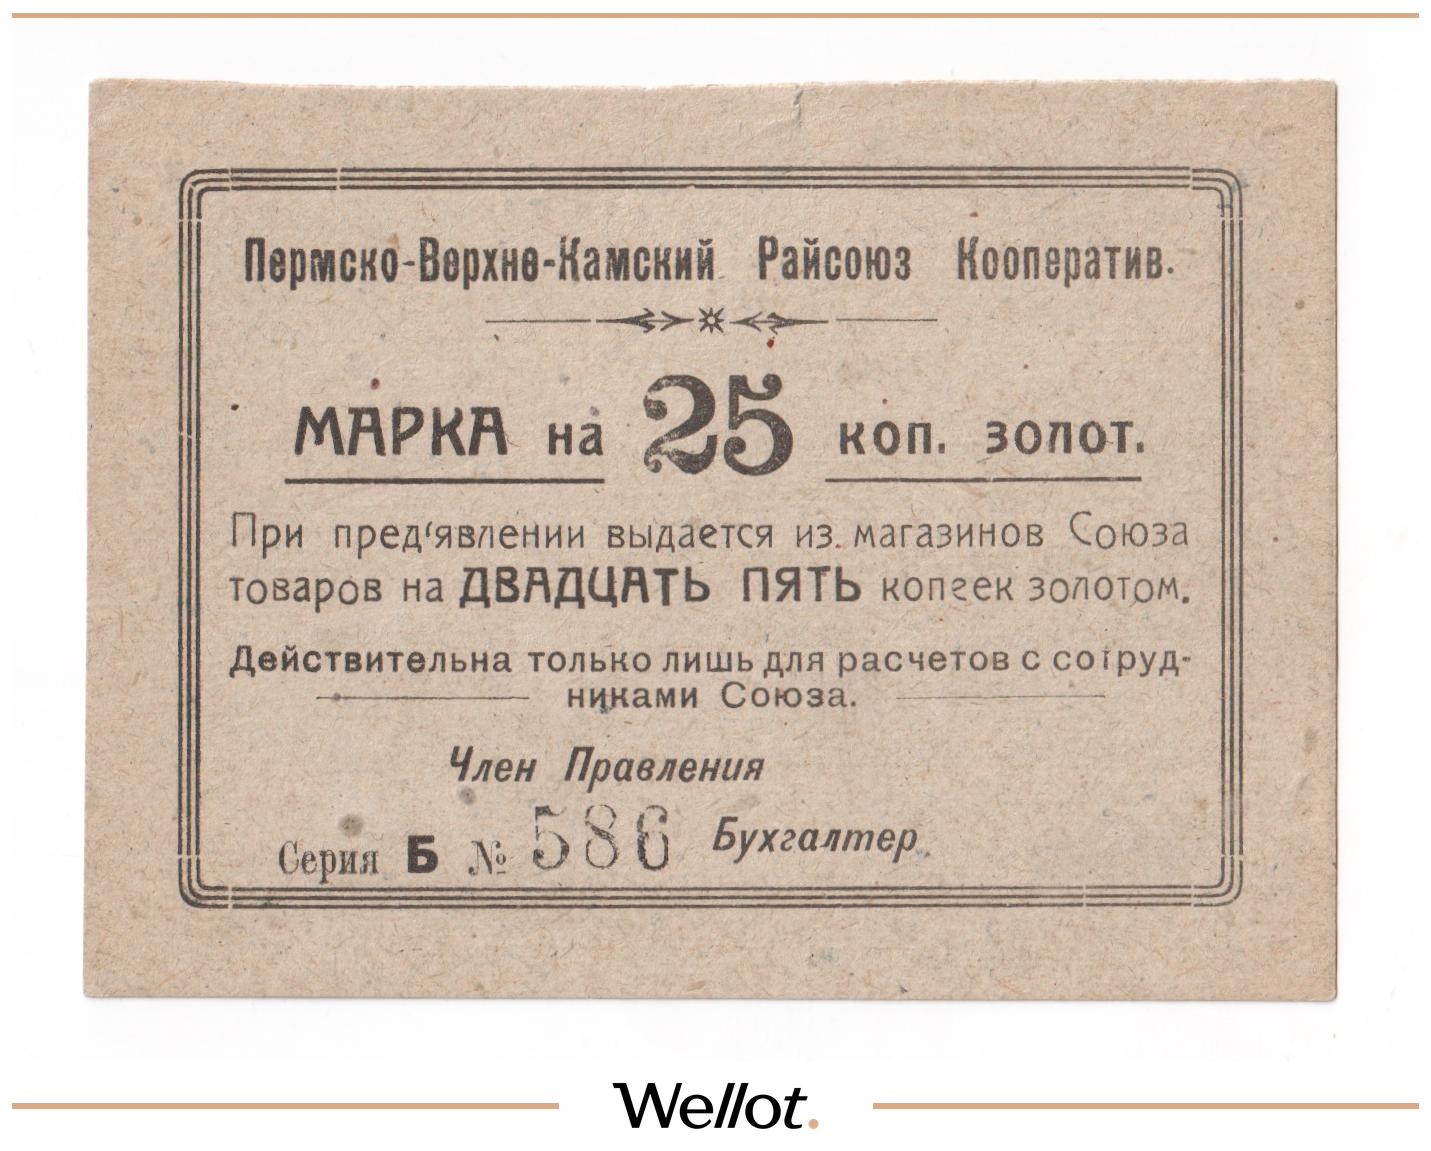 Пермско-Верхне-Камский Райсоюз Кооператив.
МАРКА на 25 коп. золот.
При пред‘явлении выдается из магазинов Союза
товаров на ДВАДЦАТЬ ПЯТЬ копеек золотом.
Действительна только лишь для расчетов с сотруд-
никами Союза.
Член Правления
Серия Б № 586 Бухгалтер
Wellot.